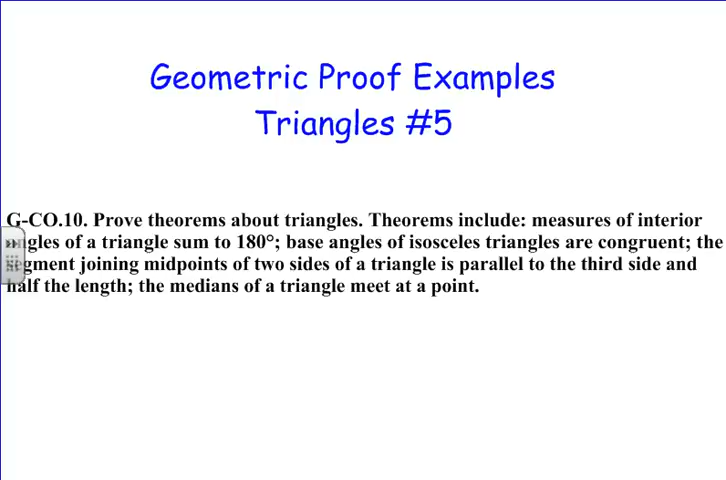 Geometric Proof Examples
Triangles #5
G-CO.10. Prove theorems about triangles. Theorems include: measures of interior
angles of a triangle sum to 180°; base angles of isosceles triangles are congruent; the
segment joining midpoints of two sides of a triangle is parallel to the third side and
half the length; the medians of a triangle meet at a point.